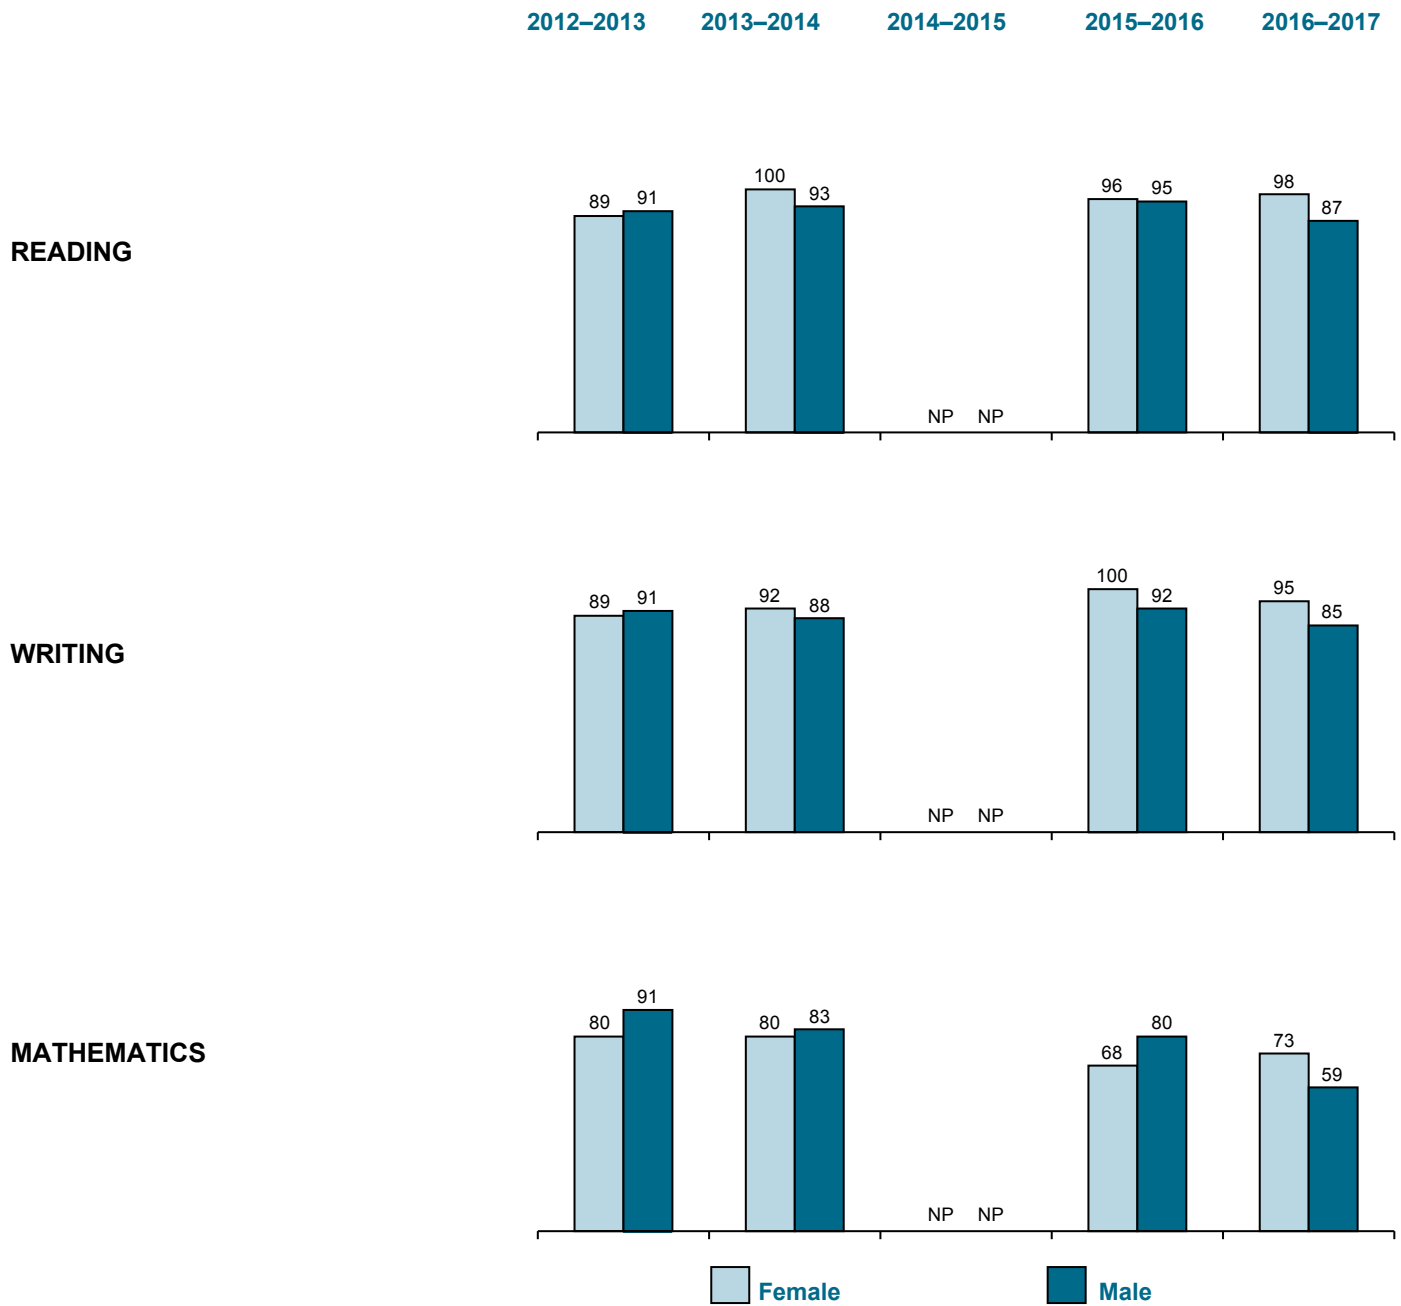 2012–2013 2013–2014 2014–2015 2015–2016 2016–2017
READING
89 91 100 93 NP NP 96 95 98 87
WRITING
89 91 92 88 NP NP 100 92 95 85
MATHEMATICS
80 91 80 83 NP NP 68 80 73 59
Female Male